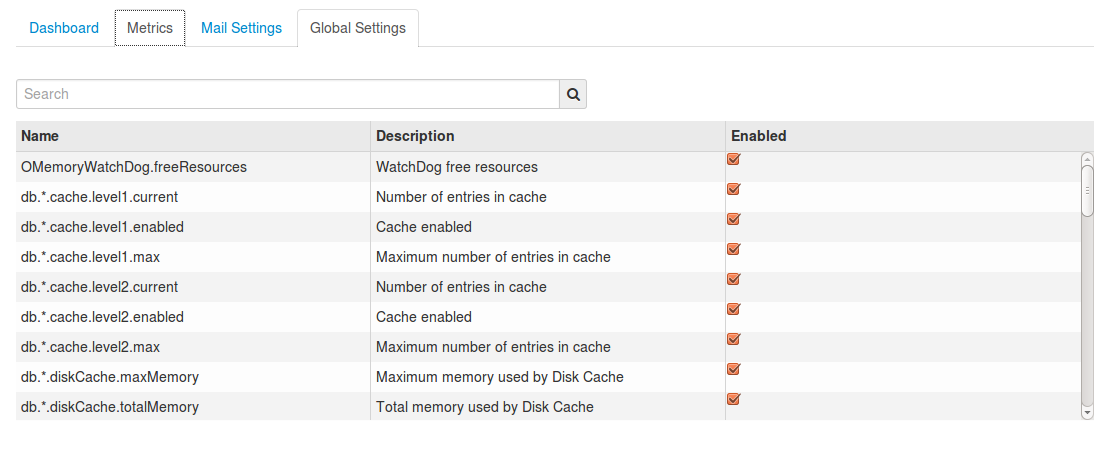 Dashboard Metrics Mail Settings Global Settings
Search
Name Description Enabled
OMemoryWatchDog.freeResources WatchDog free resources
db.*.cache.level1.current Number of entries in cache
db.*.cache.level1.enabled Cache enabled
db.*.cache.level1.max Maximum number of entries in cache
db.*.cache.level2.current Number of entries in cache
db.*.cache.level2.enabled Cache enabled
db.*.cache.level2.max Maximum number of entries in cache
db.*.diskCache.maxMemory Maximum memory used by Disk Cache
db.*.diskCache.totalMemory Total memory used by Disk Cache